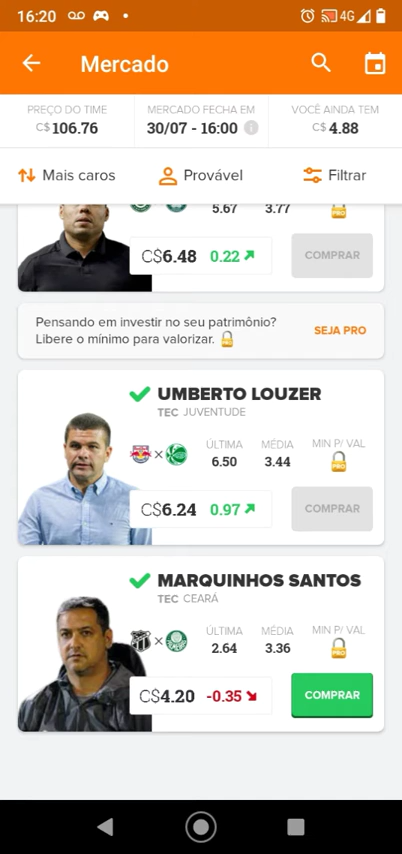 16:20
4G
Mercado
PREÇO DO TIME
C$ 106.76
MERCADO FECHA EM
30/07 - 16:00
VOCÊ AINDA TEM
C$ 4.88
Mais caros
Provável
Filtrar
5.67
3.77
PRO
C$6.48
0.22
COMPRAR
Pensando em investir no seu patrimônio?
Libere o mínimo para valorizar.
SEJA PRO
UMBERTO LOUZER
TEC JUVENTUDE
ÚLTIMA MÉDIA MIN P/ VAL
×
6.50 3.44
PRO
C$6.24
0.97
COMPRAR
MARQUINHOS SANTOS
TEC CEARÁ
ÚLTIMA MÉDIA MIN P/ VAL
×
2.64 3.36
PRO
C$4.20
-0.35
COMPRAR